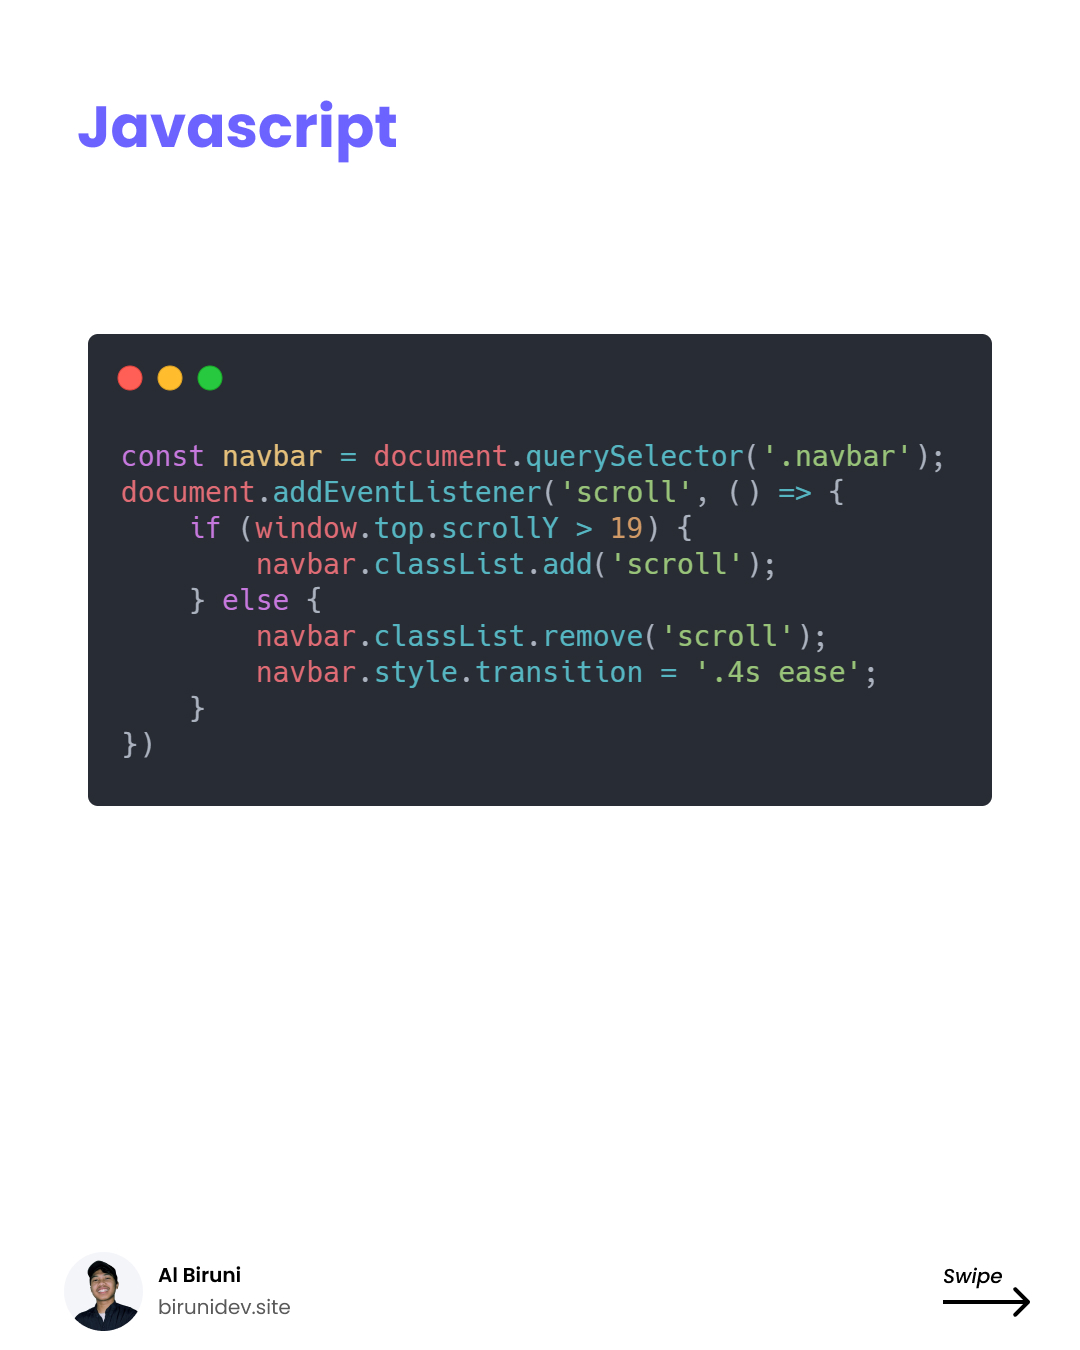 Javascript
const navbar = document.querySelector('.navbar');
document.addEventListener('scroll', () => {
    if (window.top.scrollY > 19) {
        navbar.classList.add('scroll');
    } else {
        navbar.classList.remove('scroll');
        navbar.style.transition = '.4s ease';
    }
})
Al Biruni
birunidev.site
Swipe